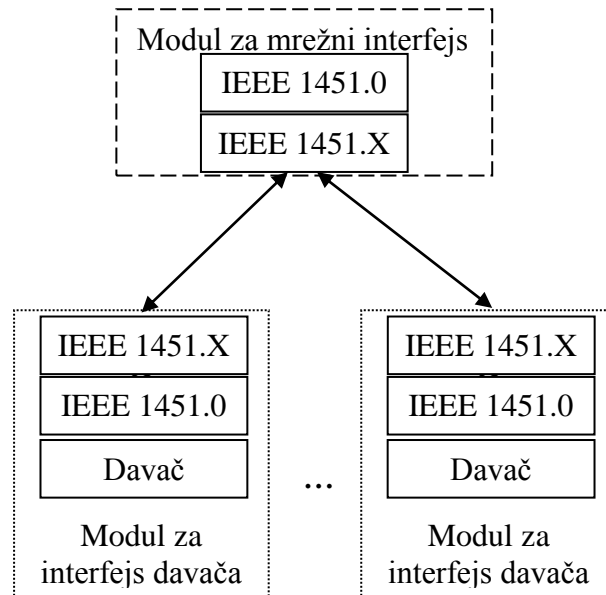 Modul za mrežni interfejs
IEEE 1451.0
IEEE 1451.X
IEEE 1451.X
IEEE 1451.0
Davač
Modul za
interfejs davača
...
IEEE 1451.X
IEEE 1451.0
Davač
Modul za
interfejs davača